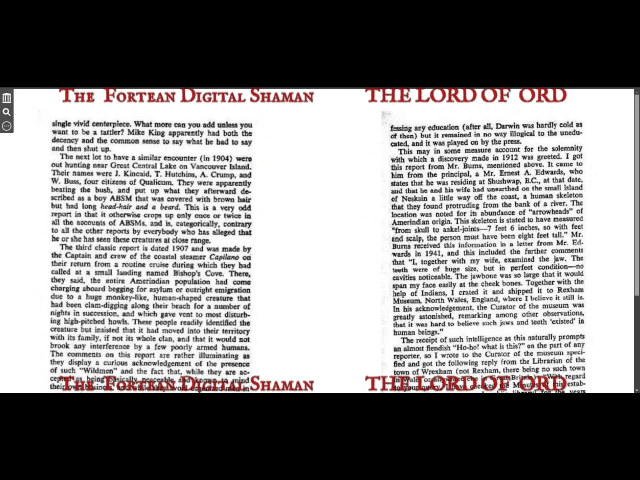 THE FORTEAN DIGITAL SHAMAN
single vivid centerpiece. What more can you add unless you
want to be a tattler? Mike King apparently had both the
decency and the common sense to say what he had to say
and then shut up.
The next lot to have a similar encounter (in 1904) were
out hunting near Great Central Lake on Vancouver Island.
Their names were J. Kincaid, T. Hutchins, A. Crump, and
W. Buss, four citizens of Qualicum. They were apparently
beating the bush, and put up what they afterward de-
scribed as a boy ABSM that was covered with brown hair
but had long head-hair and a beard. This is a very odd
report in that it otherwise crops up only once or twice in
all the accounts of ABSMs, and is, categorically, contrary
to all the other reports by everybody who has alleged that
he or she has seen these creatures at close range.
The third classic report is dated 1907 and was made by
the Captain and crew of the coastal steamer Capilano on
their return from a routine cruise during which they had
called at a small landing named Bishop's Cove. There,
they said, the entire Amerindian population had come
charging aboard begging for asylum or outright emigration
due to a huge monkey-like, human-shaped creature that
had been clam-digging along their beach for a number of
nights in succession, and which gave vent to most disturb-
ing high-pitched howls. These people readily identified the
creature but insisted that it had moved into their territory
with its family, if not its whole clan, and that it would not
brook any interference by a few poorly armed humans.
The comments on this report are rather illuminating as
they display a curious acknowledgement of the presence
of such "Wildmen" and the fact that, while they are ac-
THE FORTEAN DIGITAL SHAMAN
THE LORD OF ORD
fessing any education (after all, Darwin was hardly cold as
of then) but it remained in no way illogical to the unedu-
cated, and it was played on by the press.
This may in some measure account for the solemnity
with which a discovery made in 1912 was greeted. I got
this report from Mr. Burns, mentioned above. It came to
him from the principal, a Mr. Ernest A. Edwards, who
states that he was residing at Shushwap, B.C., at that date,
and that he and his wife had unearthed on the small island
of Neskain a little way off the coast, a human skeleton
that they found protruding from the bank of a river. The
location was noted for its abundance of "arrowheads" of
Amerindian origin. This skeleton is stated to have measured
"from skull to ankel-joints—7 feet 6 inches, so with feet
and scalp, the person must have been eight feet tall." Mr.
Burns received this information in a letter from Mr. Ed-
wards in 1941, and this included the further comments
that "I, together with my wife, examined the jaw. The
teeth were of huge size, but in perfect condition—no
cavities noticeable. The jawbone was so large that it would
span my face easily at the cheek bones. Together with the
help of Indians, I crated it and shipped it to Rexham
Museum, North Wales, England, where I believe it still is.
In his acknowledgement, the Curator of the museum was
greatly astonished, remarking among other observations,
that it was hard to believe such jaws and teeth 'existed' in
human beings."
The receipt of such intelligence as this naturally prompts
an almost fiendish "Ho-ho! what is this?" on the part of any
reporter, so I wrote to the Curator of the museum speci-
fied and got the following reply from the Librarian of the
town of Wrexham (not Rexham, there being no such town
THE LORD OF ORD